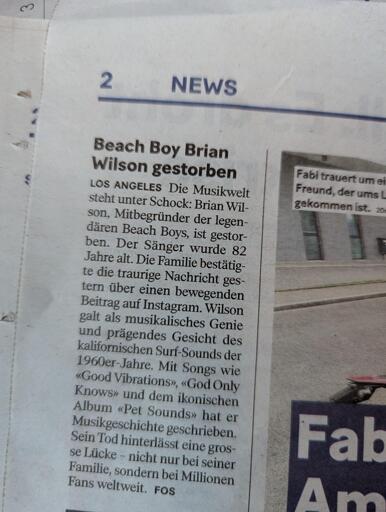 2 NEWS
Beach Boy Brian
Wilson gestorben
LOS ANGELES Die Musikwelt
steht unter Schock: Brian Wil-
son, Mitbegründer der legen-
dären Beach Boys, ist gestor-
ben. Der Sänger wurde 82
Jahre alt. Die Familie bestätig-
te die traurige Nachricht ges-
tern über einen bewegenden
Beitrag auf Instagram. Wilson
galt als musikalisches Genie
und prägendes Gesicht des
kalifornischen Surf-Sounds der
1960er-Jahre. Mit Songs wie
«Good Vibrations», «God Only
Knows» und dem ikonischen
Album «Pet Sounds» hat er
Musikgeschichte geschrieben.
Sein Tod hinterlässt eine gros-
se Lücke – nicht nur bei seiner
Familie, sondern bei Millionen
Fans weltweit. FOS
Fabi trauert um ei
Freund, der ums L
gekommen ist.
Fab
Am